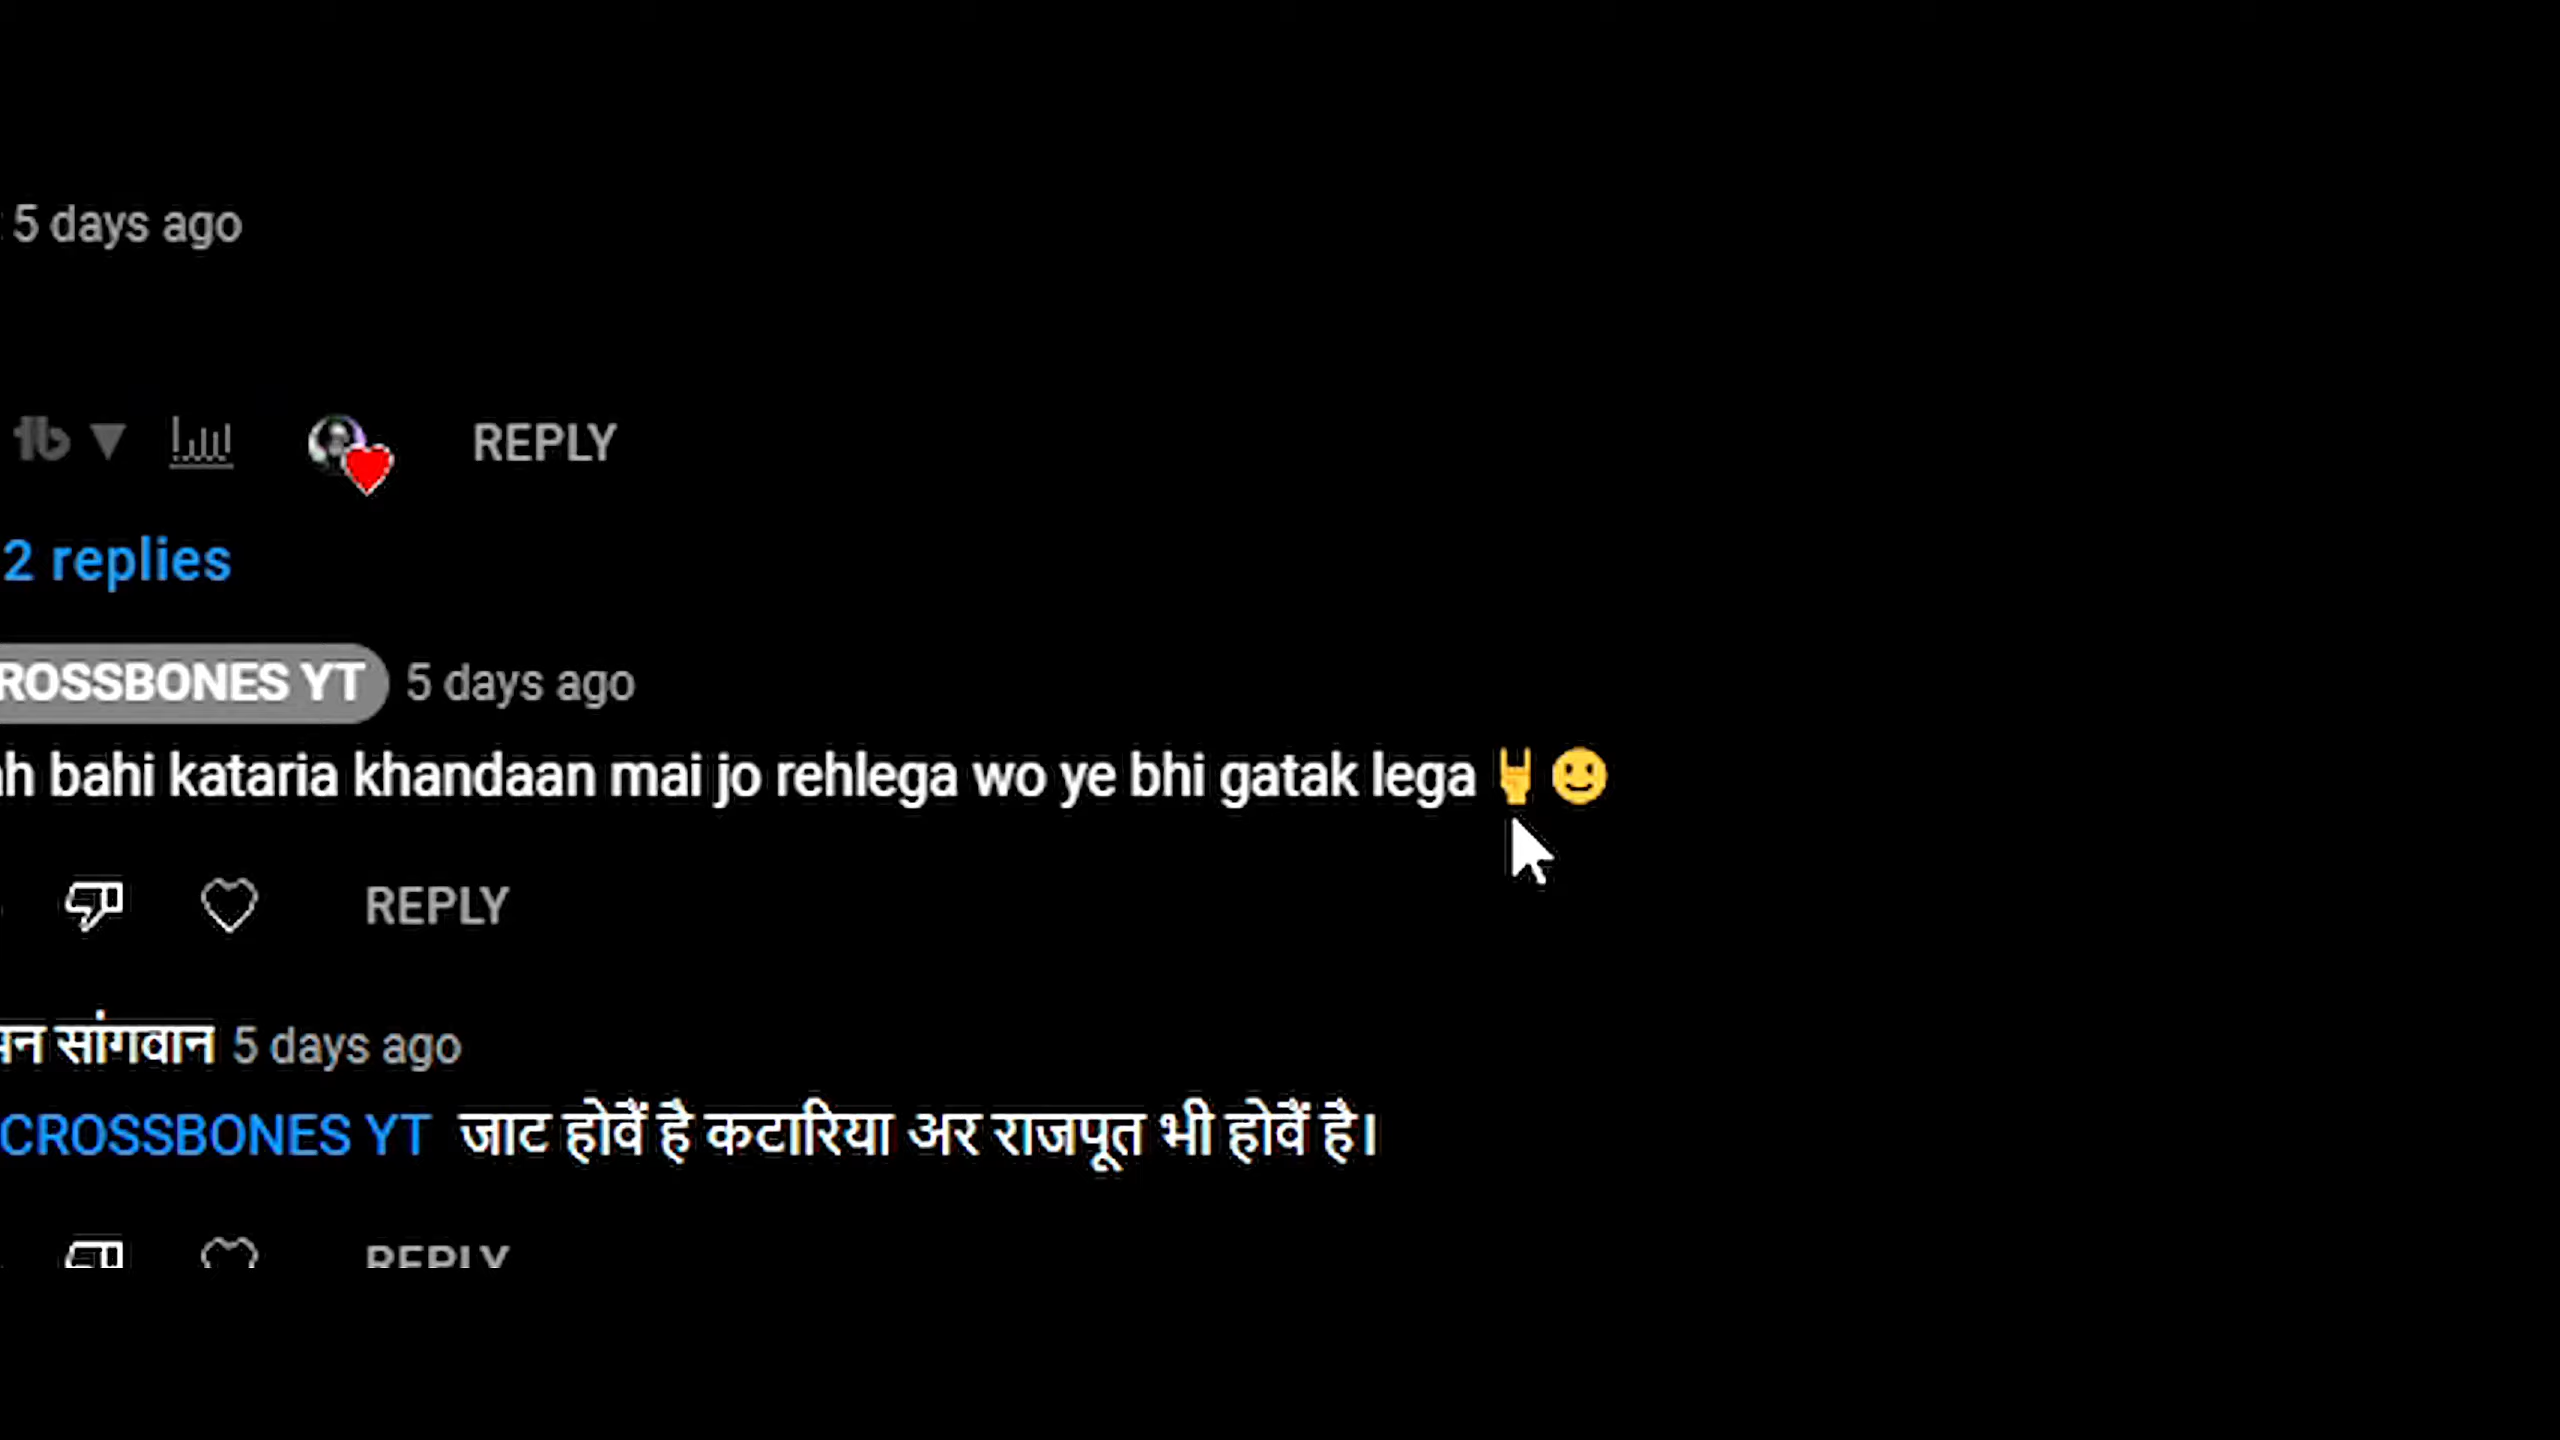 5 days ago
REPLY
2 replies
ROSSBONES YT 5 days ago
bahi kataria khandaan mai jo rehlega wo ye bhi gatak lega 🤘🙂
REPLY
सांगवान 5 days ago
CROSSBONES YT जाट होवैं है कटारिया अर राजपूत भी होवैं है।
REPLY